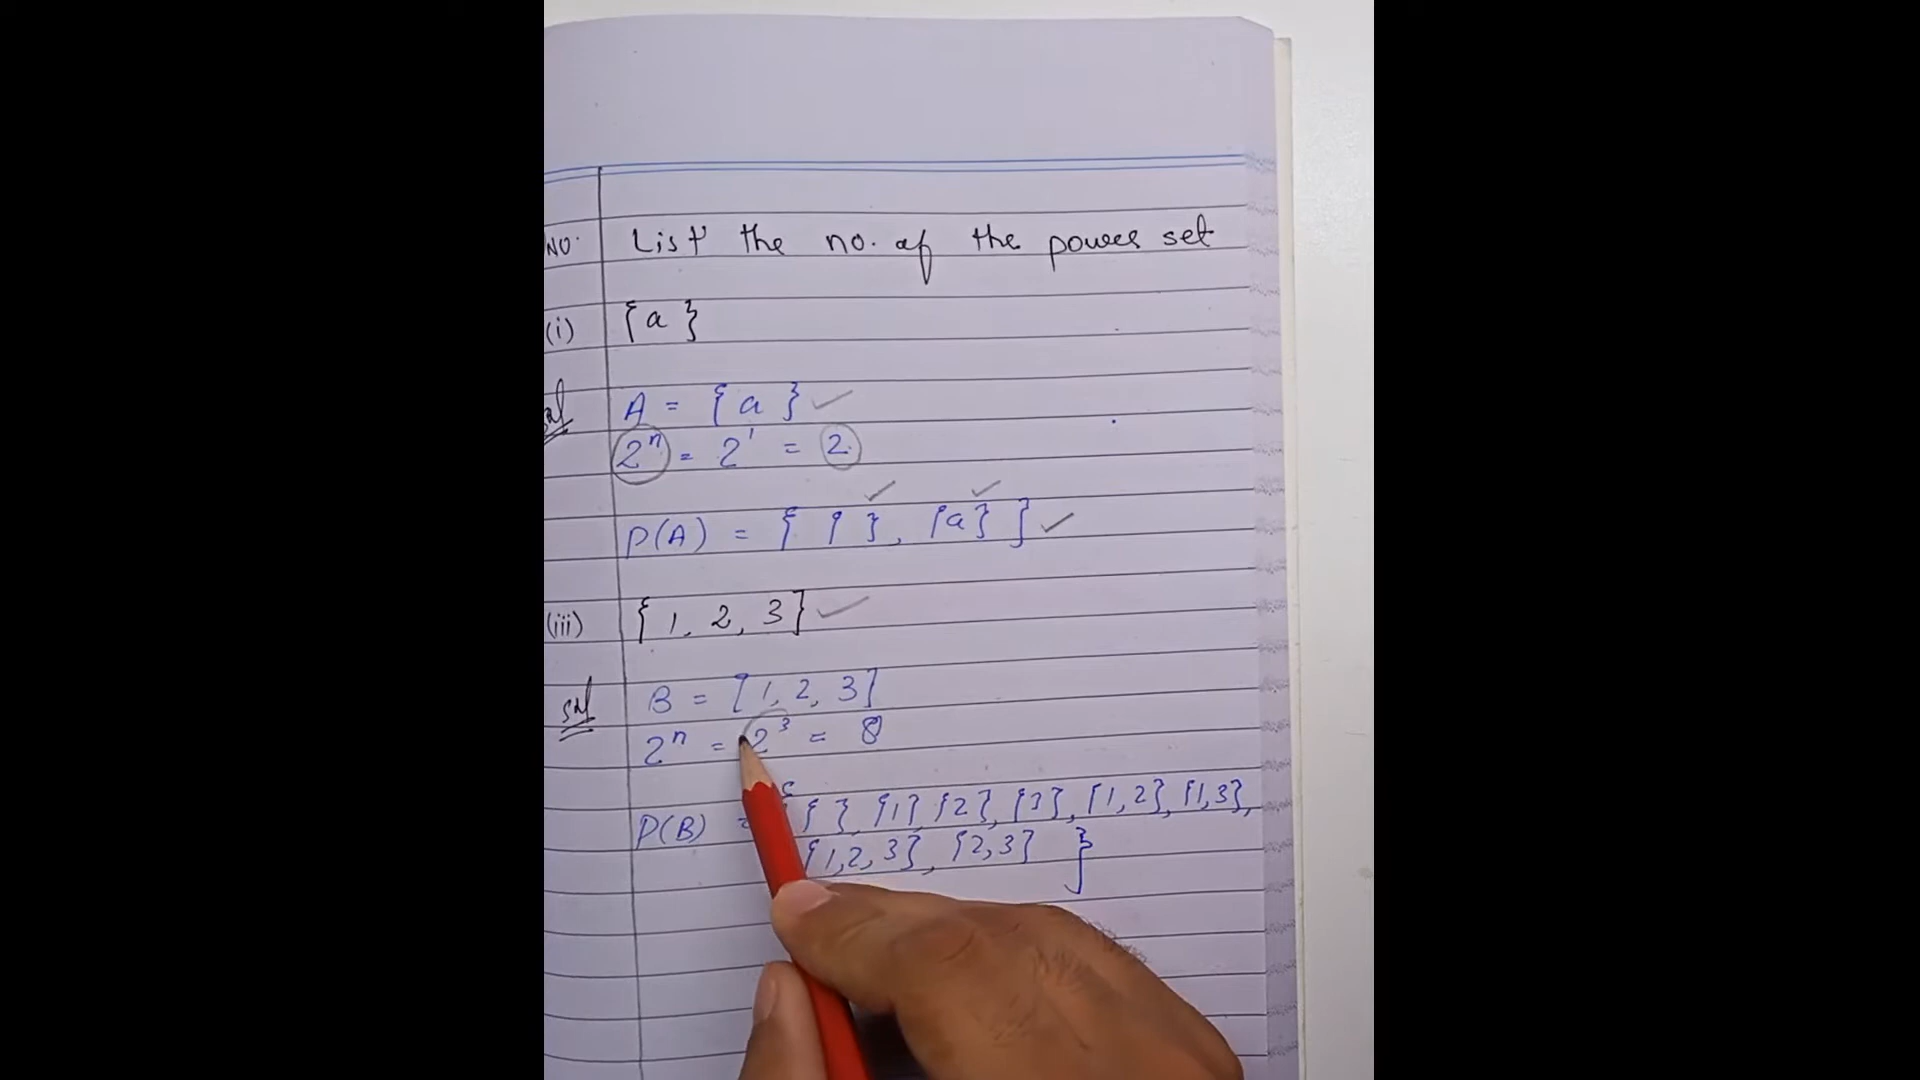 NO. List the no. of the power set
(i) {a}
Sol A = {a} ✓
2ⁿ = 2¹ = 2.
P(A) = { { }, {a} } ✓
(iii) {1, 2, 3} ✓
Sol B = {1, 2, 3}
2ⁿ = 2³ = 8
P(B) = { { }, {1} {2}, {3}, {1,2}, {1,3},
{1,2,3}, {2,3} }